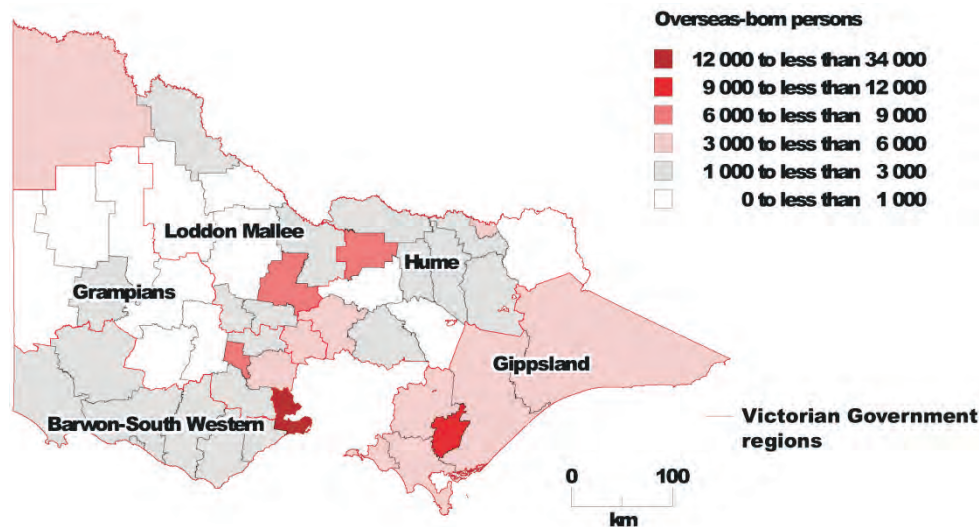 Overseas-born persons
12 000 to less than 34 000
9 000 to less than 12 000
6 000 to less than 9 000
3 000 to less than 6 000
1 000 to less than 3 000
0 to less than 1 000
Loddon Mallee
Hume
Grampians
Gippsland
Barwon-South Western
Victorian Government
regions
0 100
km